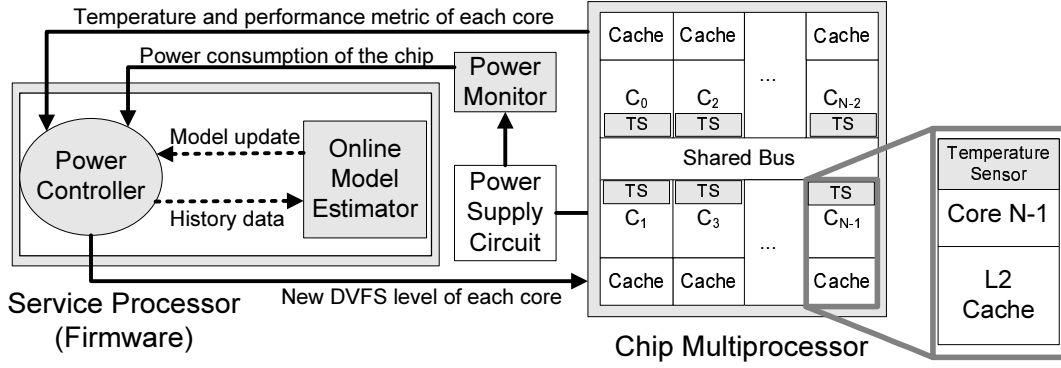 Temperature and performance metric of each core
Power consumption of the chip
Power
Monitor
Power
Controller
Model update
History data
Online
Model
Estimator
Power
Supply
Circuit
New DVFS level of each core
Service Processor
(Firmware)
Cache Cache Cache
...
C0 C2 CN-2
TS TS TS
Shared Bus
TS TS TS
C1 C3 CN-1
...
Cache Cache Cache
Chip Multiprocessor
Temperature
Sensor
Core N-1
L2
Cache